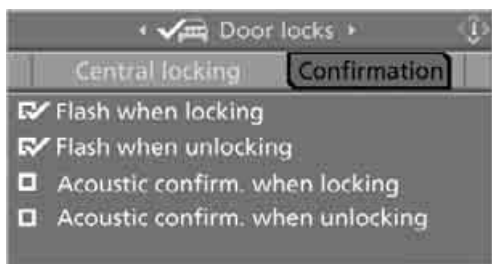 Door locks
Central locking Confirmation
Flash when locking
Flash when unlocking
Acoustic confirm. when locking
Acoustic confirm. when unlocking